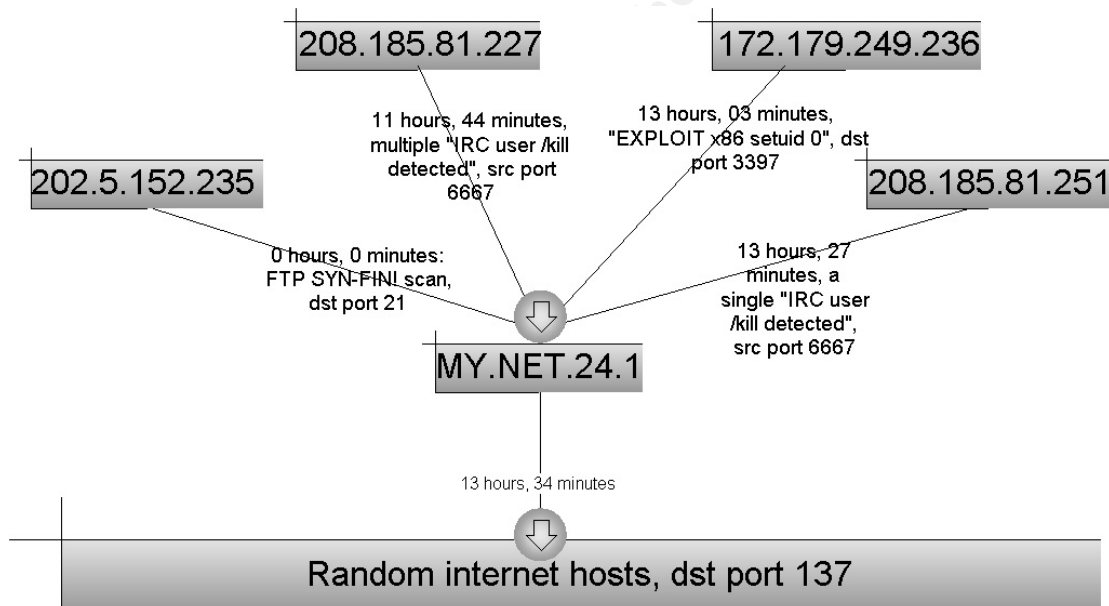 208.185.81.227
172.179.249.236
11 hours, 44 minutes,
multiple "IRC user /kill
detected", src port
6667
13 hours, 03 minutes,
"EXPLOIT x86 setuid 0", dst
port 3397
202.5.152.235
208.185.81.251
0 hours, 0 minutes:
FTP SYN-FIN! scan,
dst port 21
13 hours, 27
minutes, a
single "IRC user
/kill detected",
src port 6667
MY.NET.24.1
13 hours, 34 minutes
Random internet hosts, dst port 137